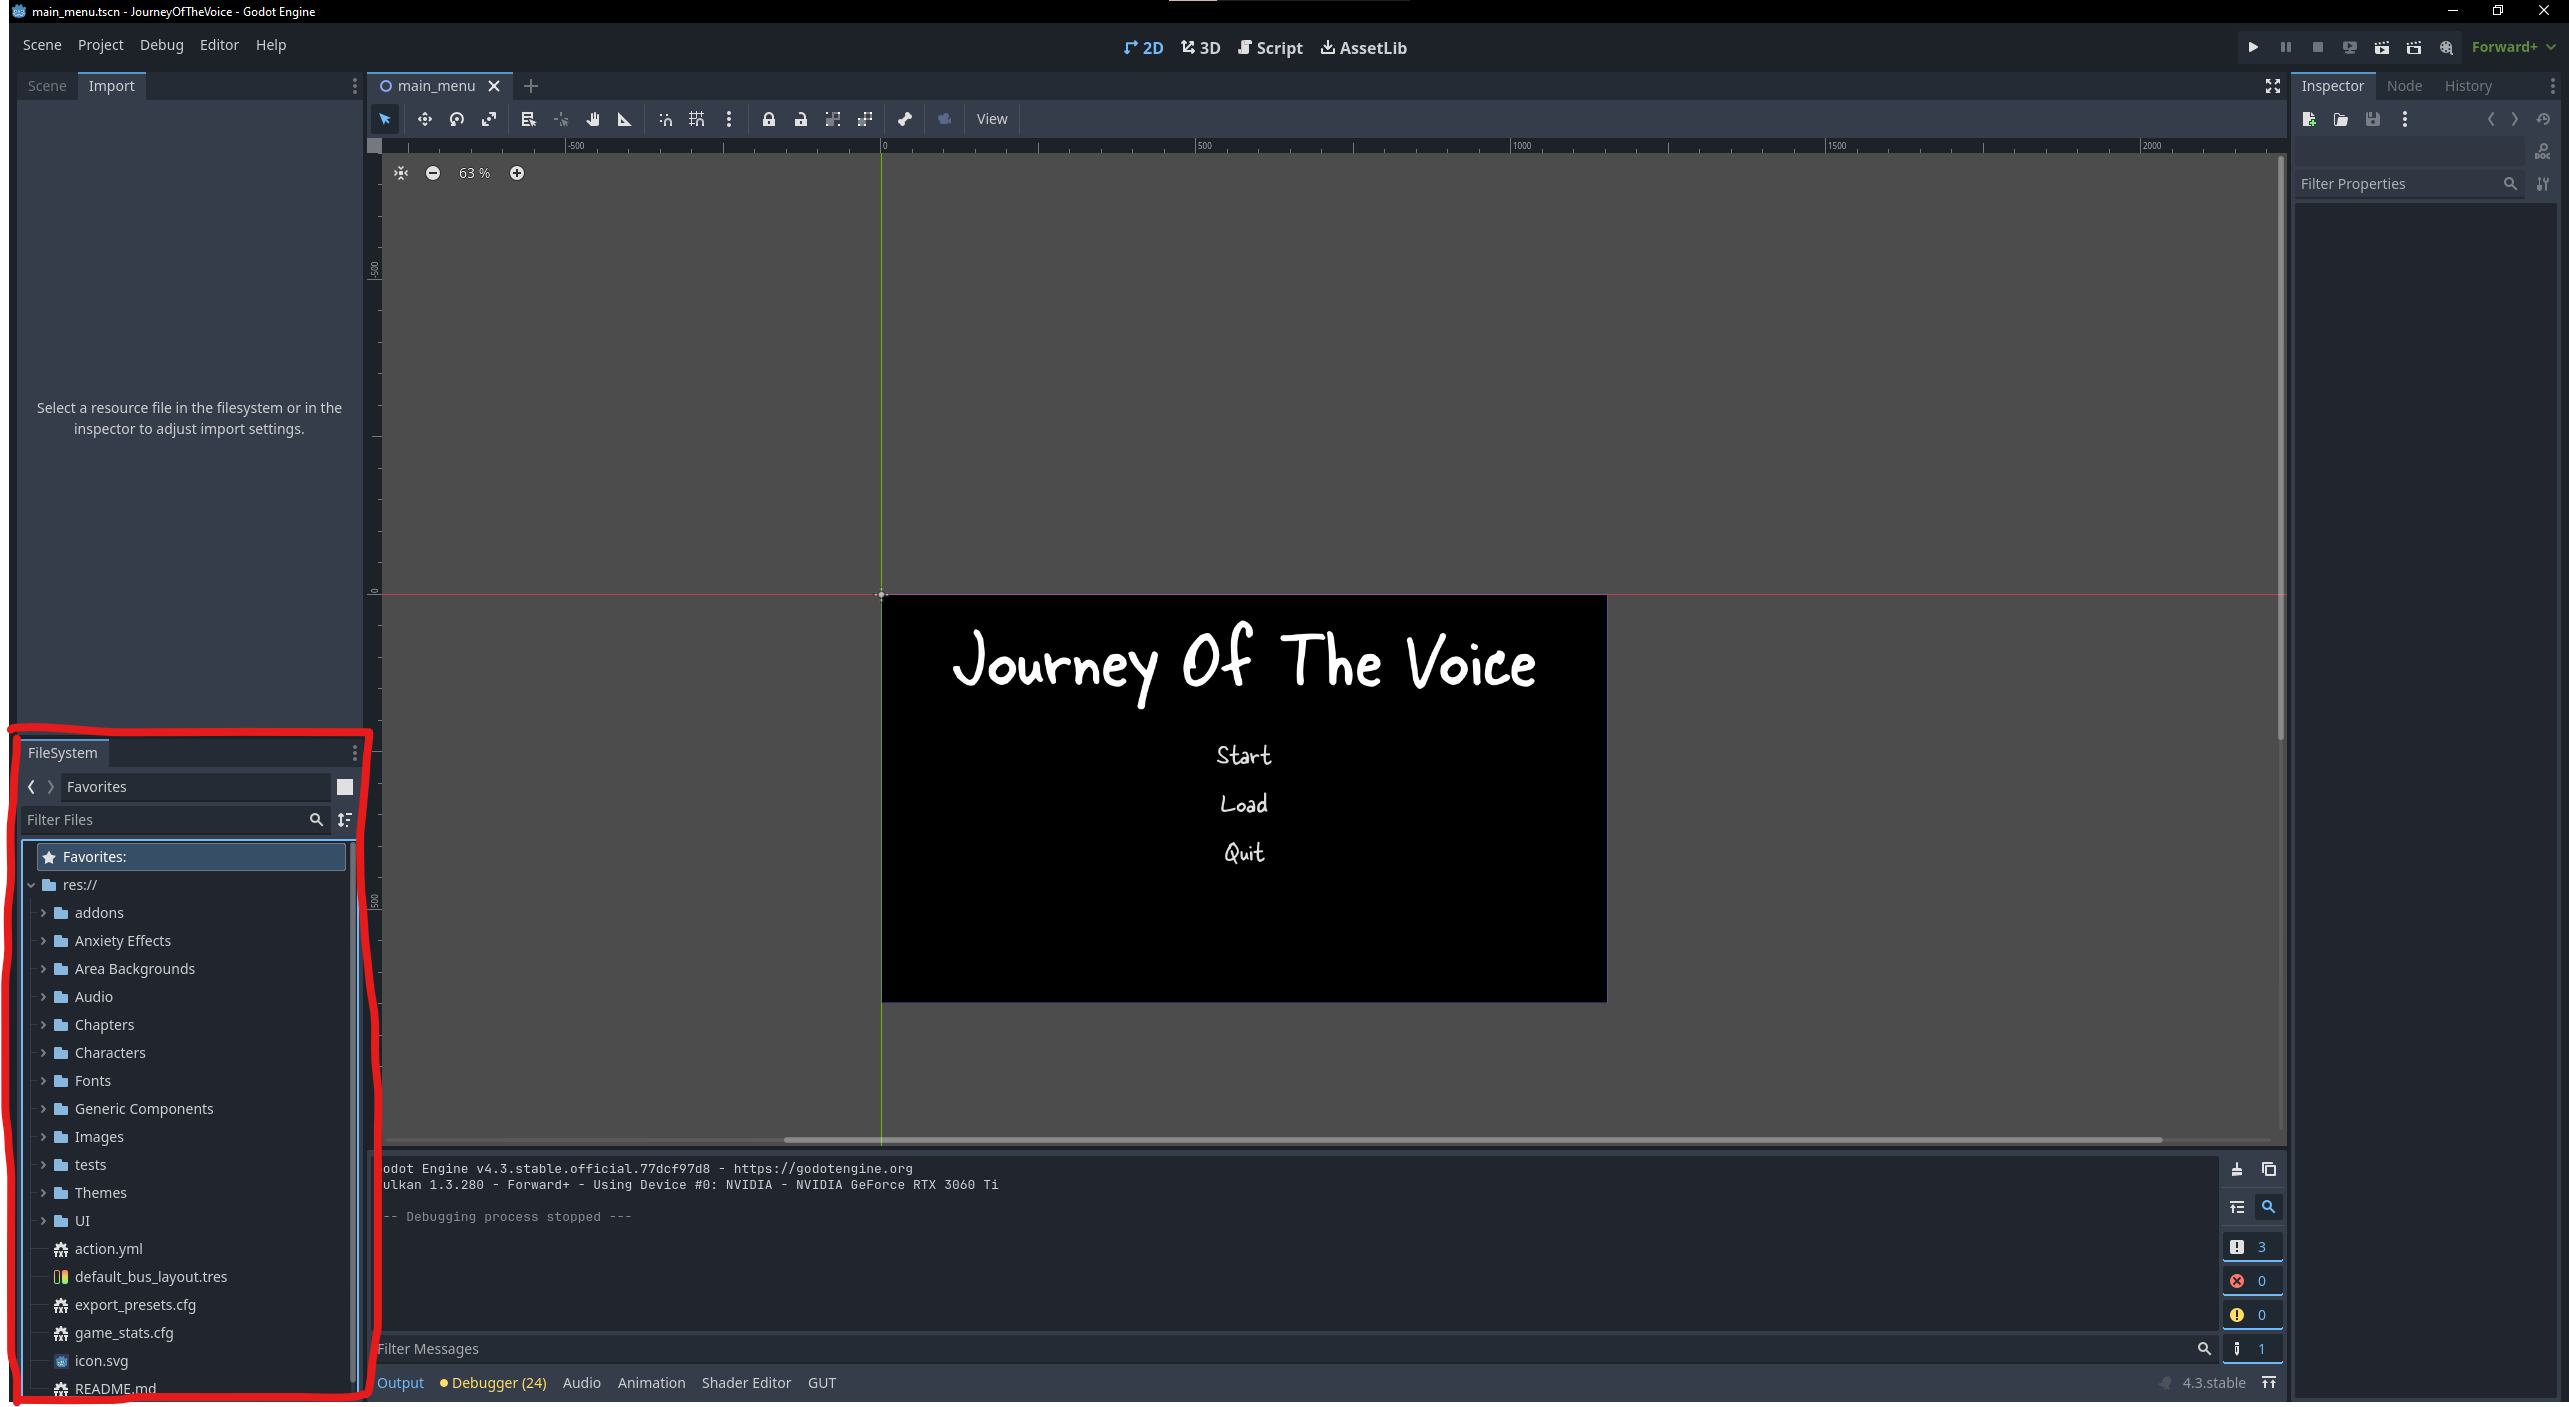 main_menu.tscn - JourneyOfTheVoice - Godot Engine
Scene Project Debug Editor Help
2D 3D Script AssetLib
Forward+
Scene Import
main_menu
Inspector Node History
View
-500 0 500 1000 1500 2000
63 %
Filter Properties
-500
Select a resource file in the filesystem or in the
inspector to adjust import settings.
0
Journey Of The Voice
Start
Load
Quit
500
FileSystem
Favorites
Filter Files
Favorites:
res://
addons
Anxiety Effects
Area Backgrounds
Audio
Chapters
Characters
Fonts
Generic Components
Images
tests
Themes
UI
action.yml
default_bus_layout.tres
export_presets.cfg
game_stats.cfg
icon.svg
README.md
odot Engine v4.3.stable.official.77dcf97d8 - https://godotengine.org
ulkan 1.3.280 - Forward+ - Using Device #0: NVIDIA - NVIDIA GeForce RTX 3060 Ti
-- Debugging process stopped ---
3
0
0
1
Filter Messages
Output Debugger (24) Audio Animation Shader Editor GUT
4.3.stable